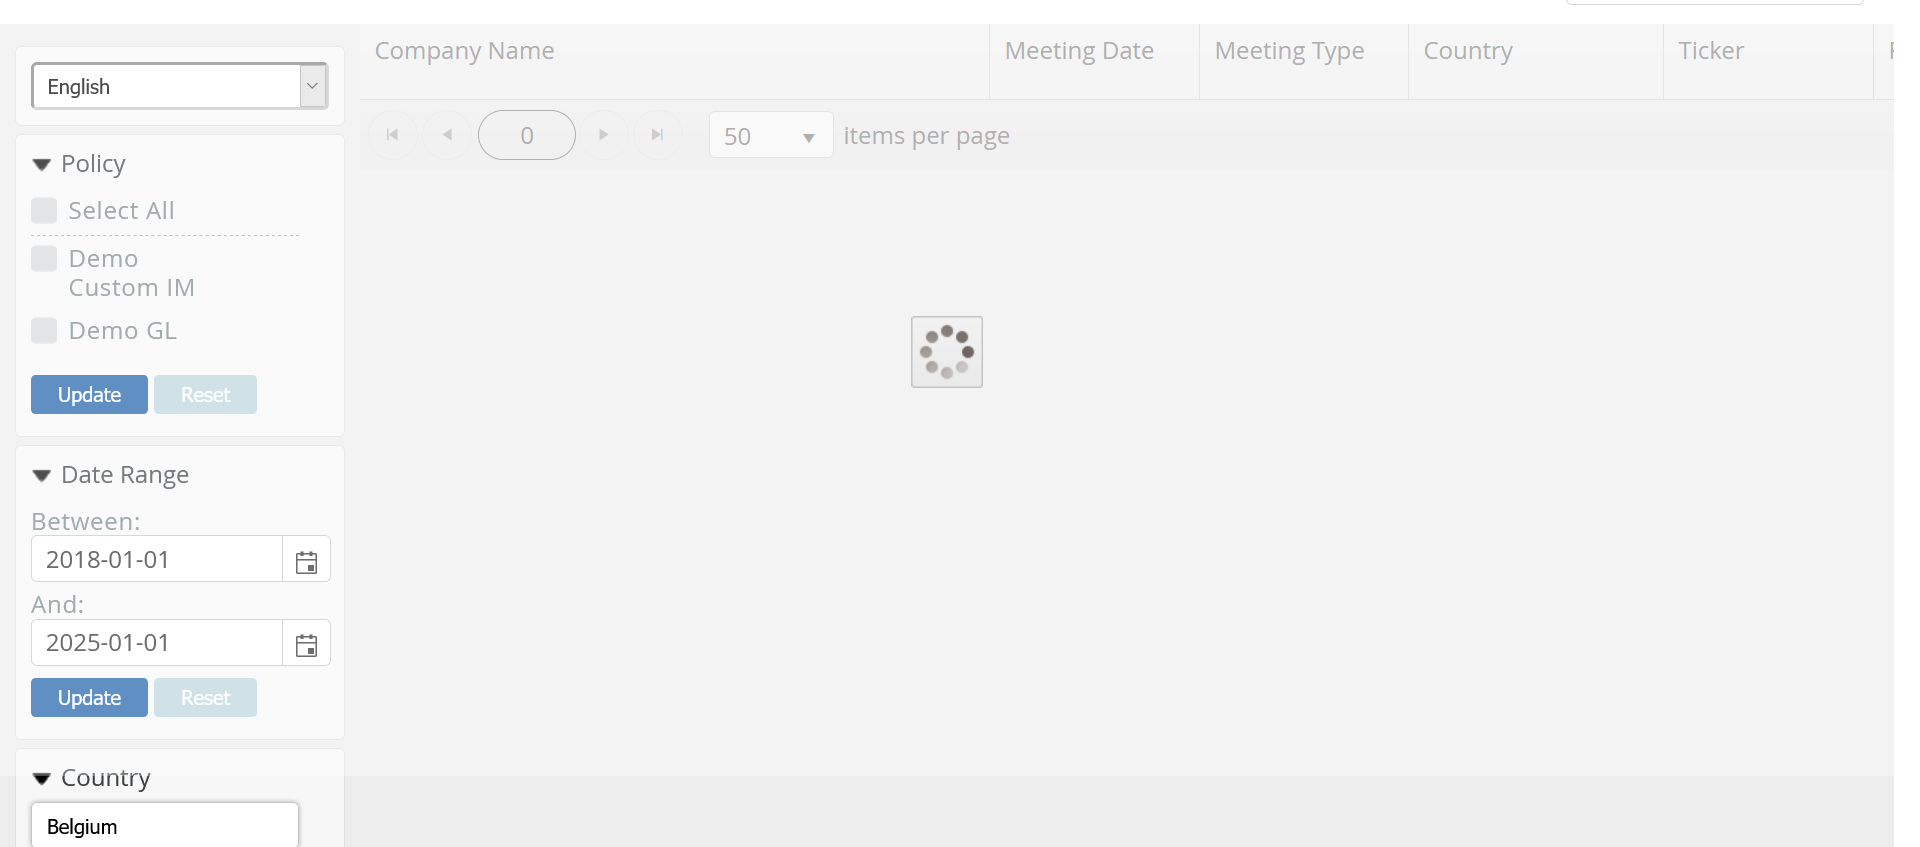 English
Policy
Select All
Demo
Custom IM
Demo GL
Update Reset
Date Range
Between:
2018-01-01
And:
2025-01-01
Update Reset
Country
Belgium
Company Name Meeting Date Meeting Type Country Ticker
0 50 items per page